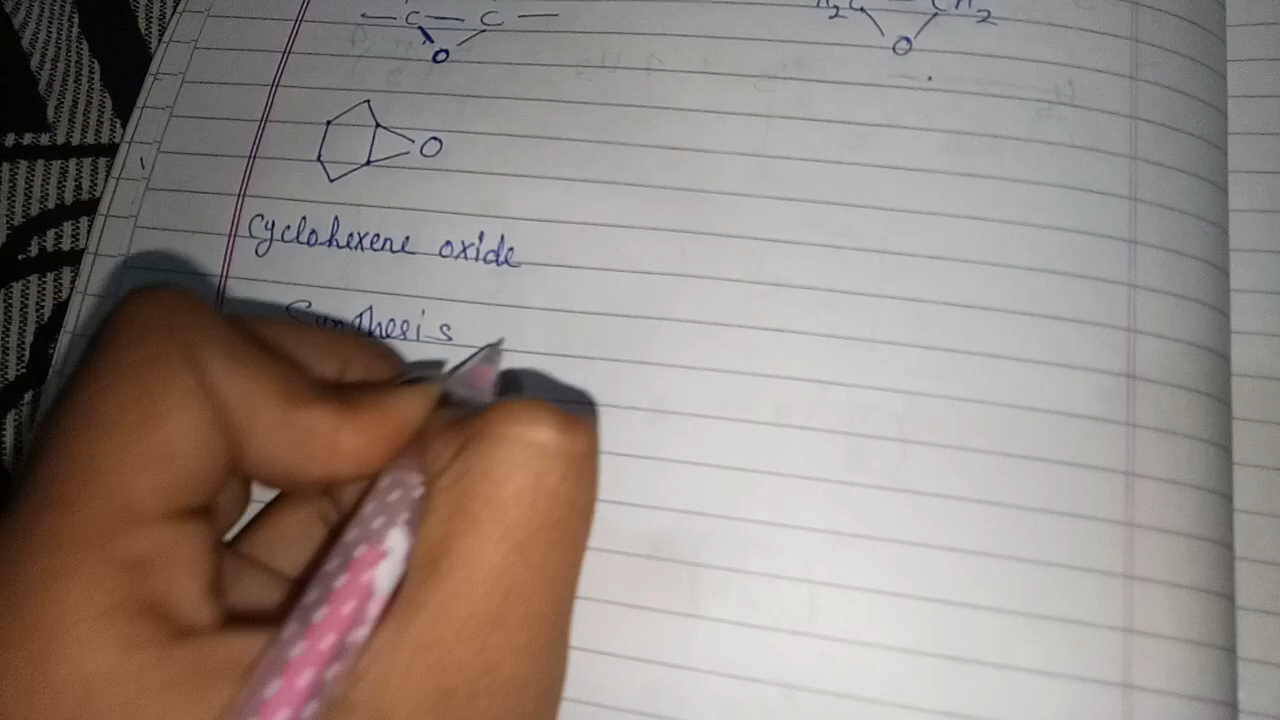 — C — C —
O
O
O
Cyclohexene oxide
Synthesis